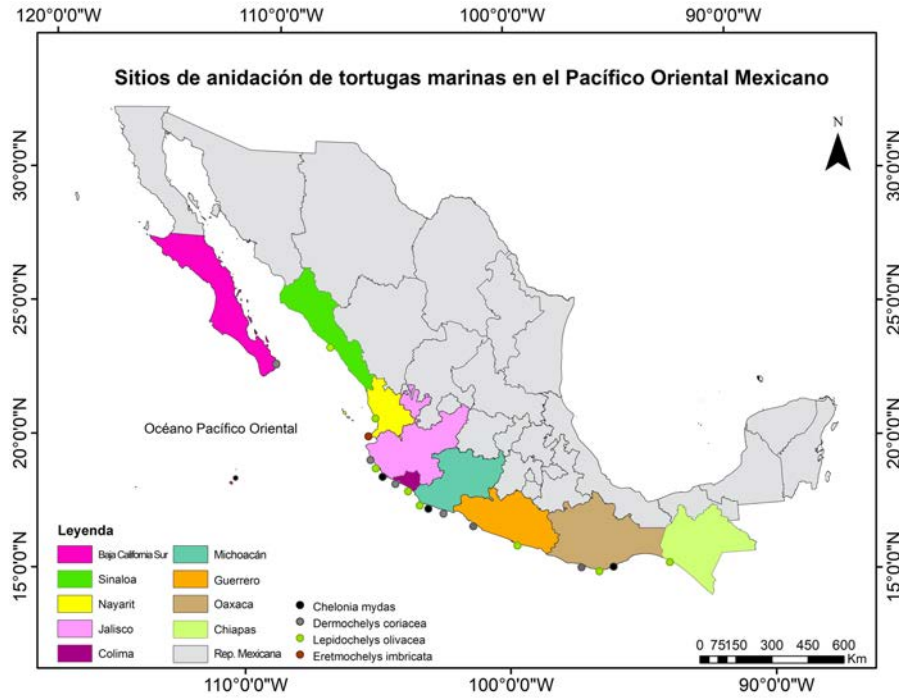 120°0'0"W 110°0'0"W 100°0'0"W 90°0'0"W
Sitios de anidación de tortugas marinas en el Pacífico Oriental Mexicano
N
30°0'0"N
30°0'0"N
25°0'0"N
25°0'0"N
Océano Pacífico Oriental
20°0'0"N
20°0'0"N
15°0'0"N
15°0'0"N
Leyenda
Baja California Sur
Sinaloa
Nayarit
Jalisco
Colima
Michoacán
Guerrero
Oaxaca
Chiapas
Rep. Mexicana
Chelonia mydas
Dermochelys coriacea
Lepidochelys olivacea
Eretmochelys imbricata
0 75150 300 450 600
Km
110°0'0"W 100°0'0"W 90°0'0"W